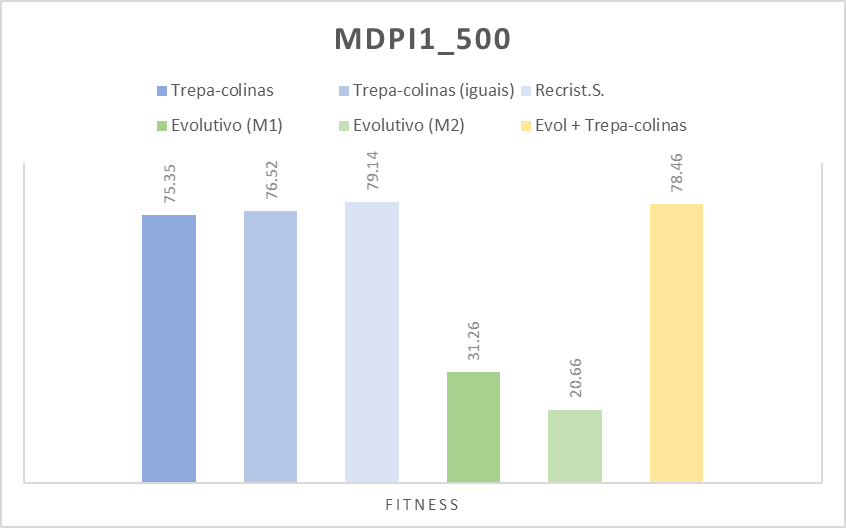 MDPI1_500
Trepa-colinas Trepa-colinas (iguais) Recrist.S.
Evolutivo (M1) Evolutivo (M2) Evol + Trepa-colinas
75.35 76.52 79.14 31.26 20.66 78.46
FITNESS